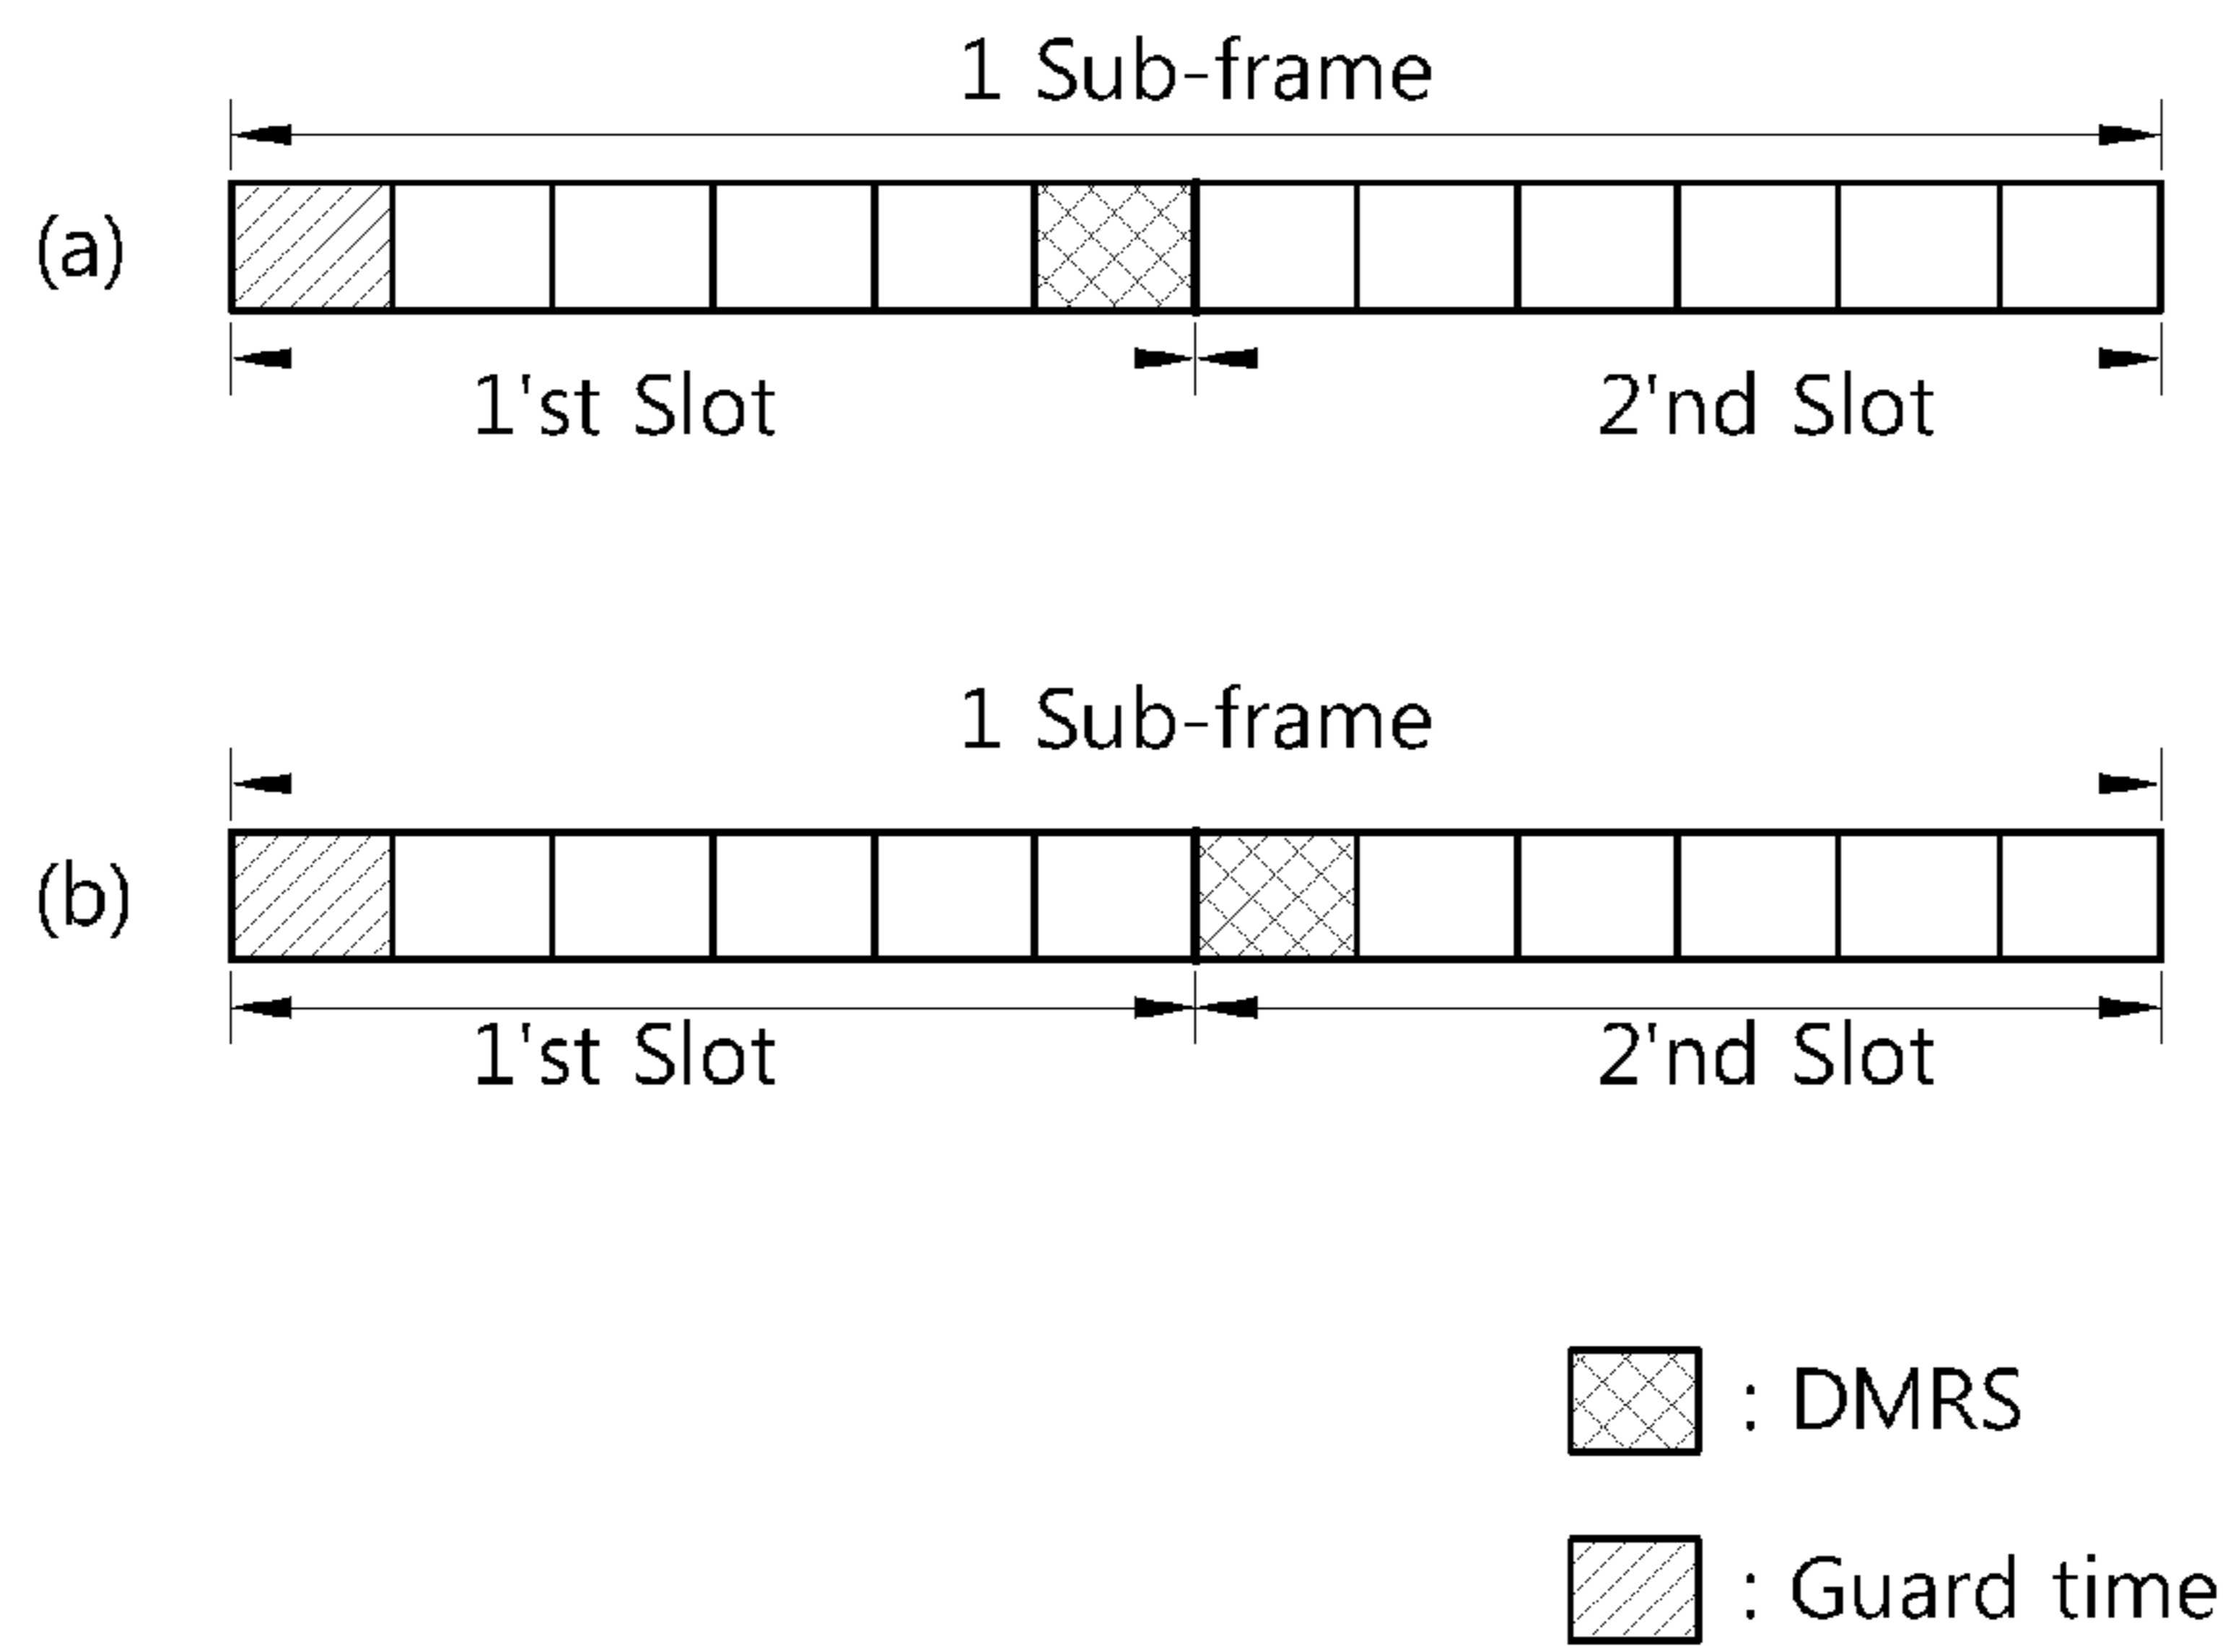 1 Sub-frame
(a)
1'st Slot 2'nd Slot
1 Sub-frame
(b)
1'st Slot 2'nd Slot
: DMRS
: Guard time